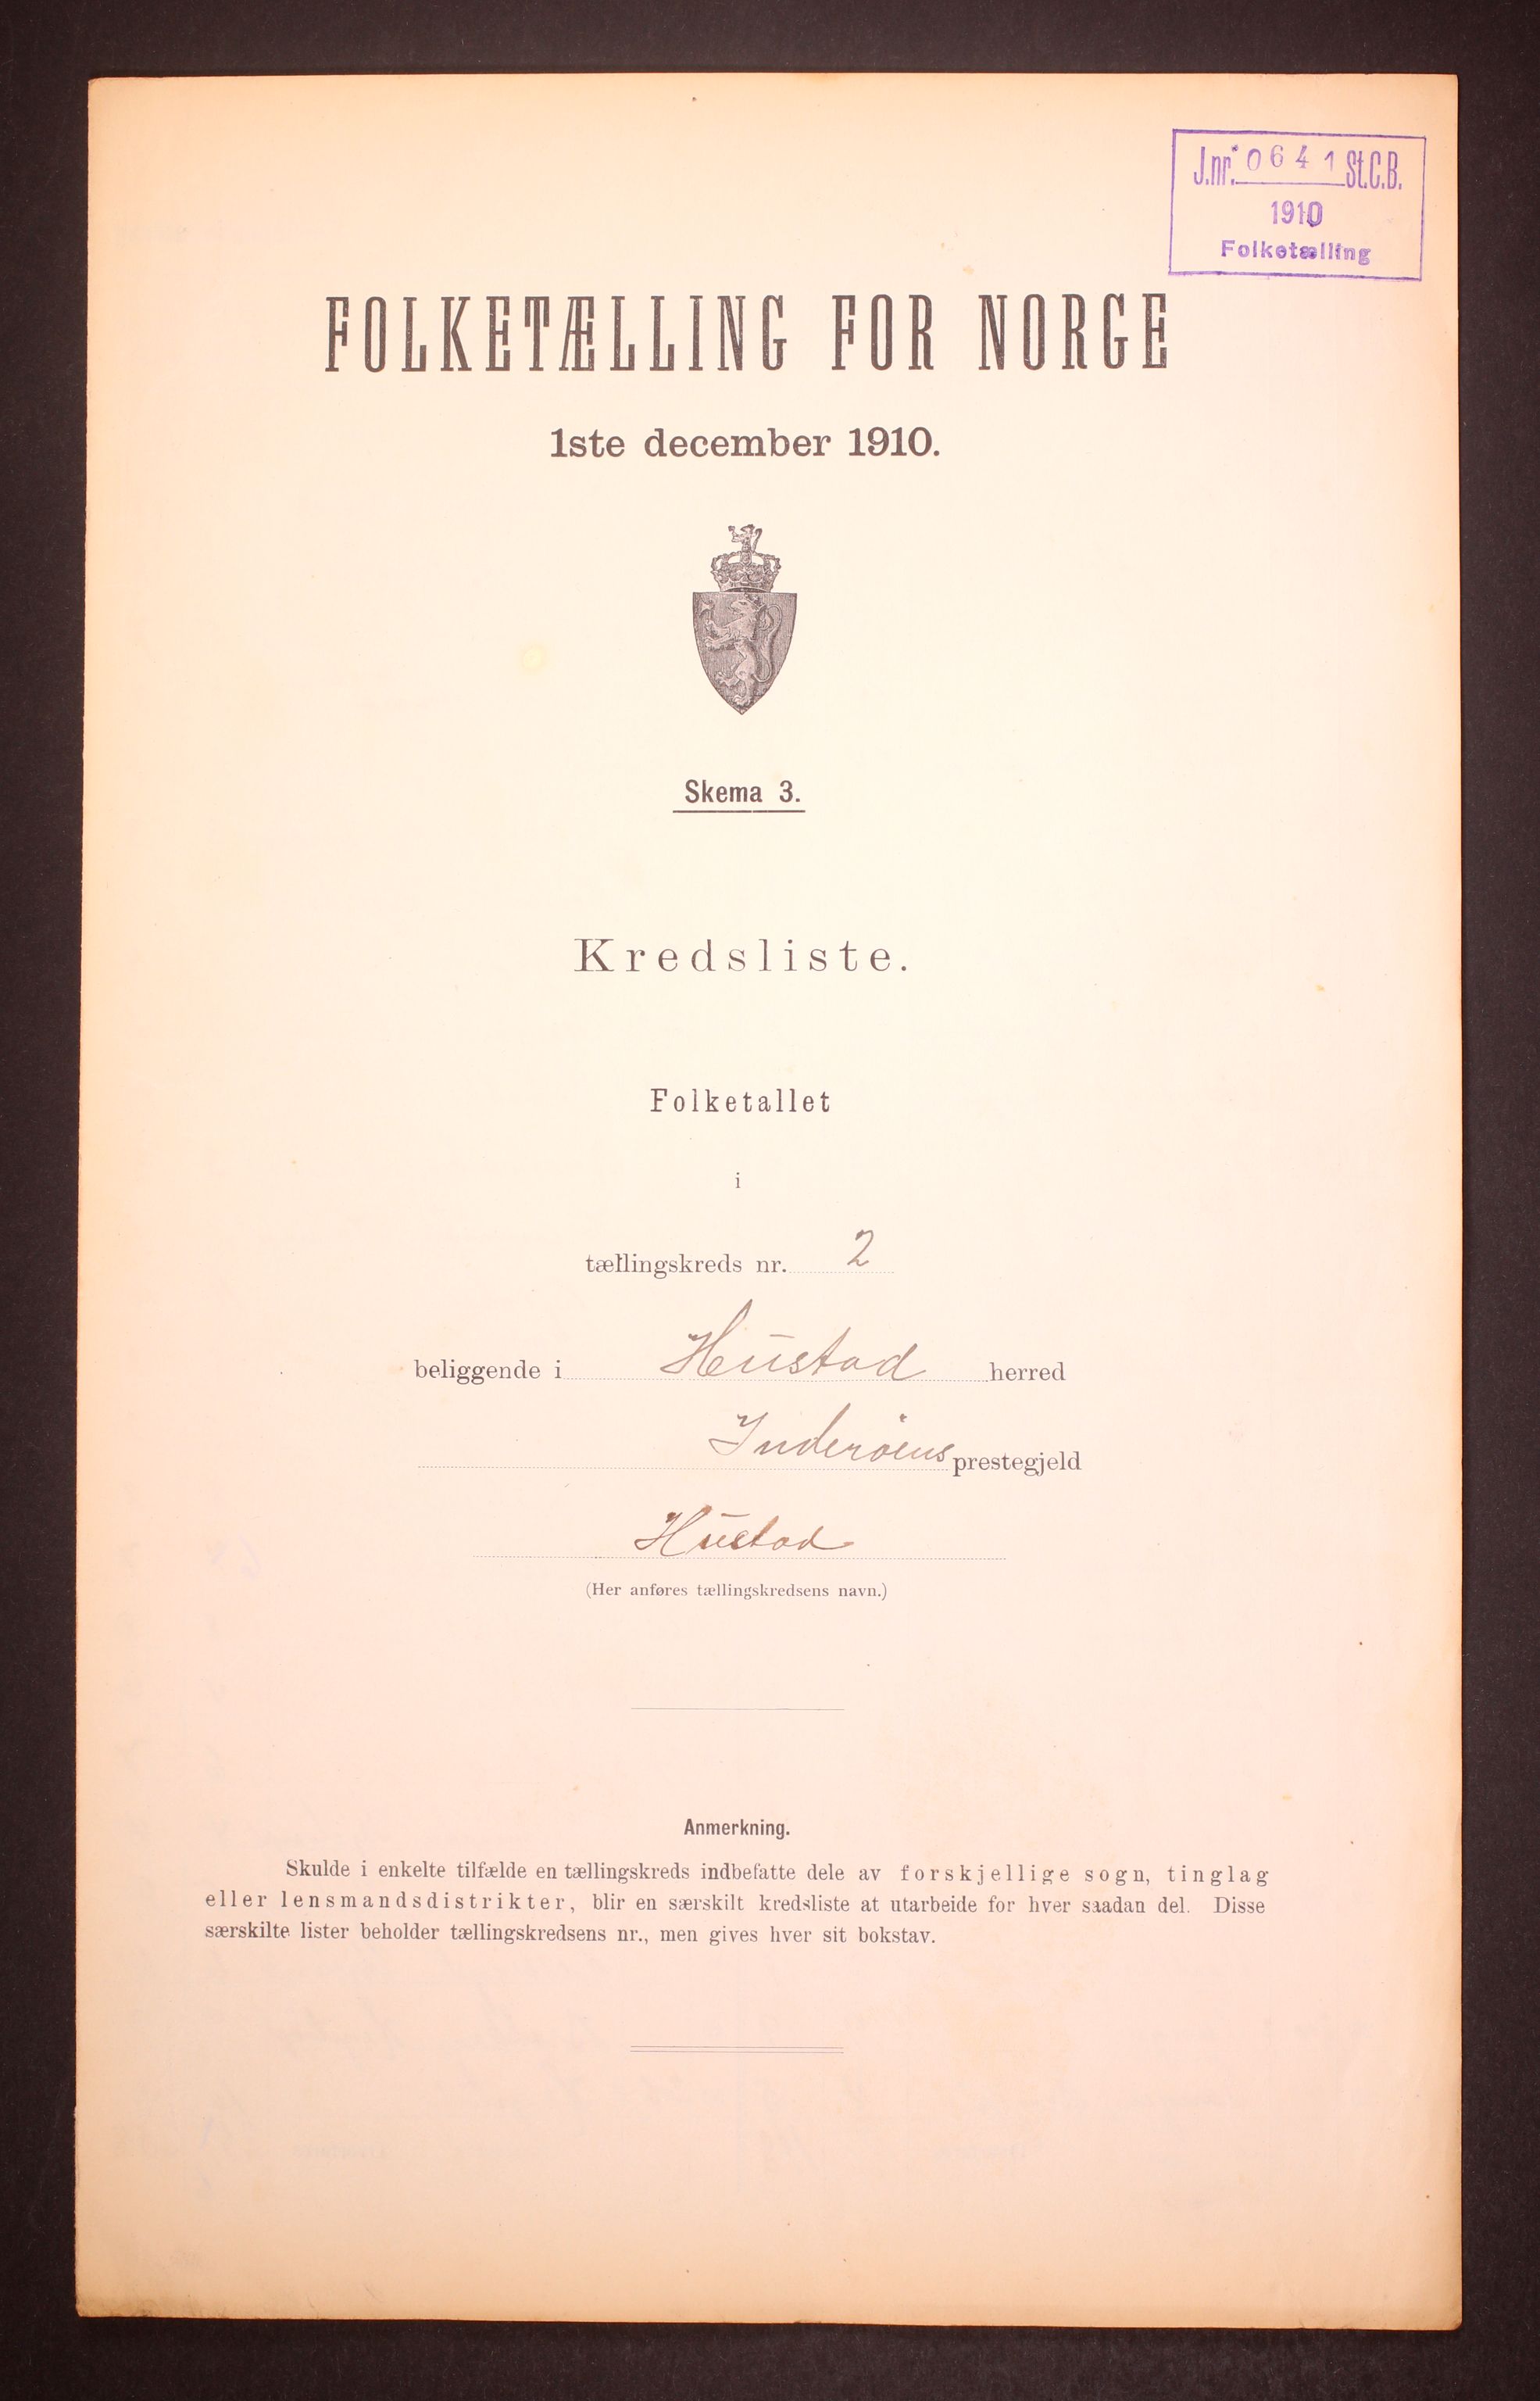 J.nr. 0641 St.C.B.
1910
Folketælling
FOLKETÆLLING FOR NORGE
1ste december 1910.
Skema 3.
Kredsliste.
Folketallet
i
tællingskreds nr. 2
beliggende i Hustad herred
Inderøens prestegjeld
Hustad
(Her anføres tællingskredsens navn.)
Anmerkning.
Skulde i enkelte tilfælde en tællingskreds indbefatte dele av forskjellige sogn, tinglag
eller lensmandsdistrikter, blir en særskilt kredsliste at utarbeide for hver saadan del. Disse
særskilte lister beholder tællingskredsens nr., men gives hver sit bokstav.